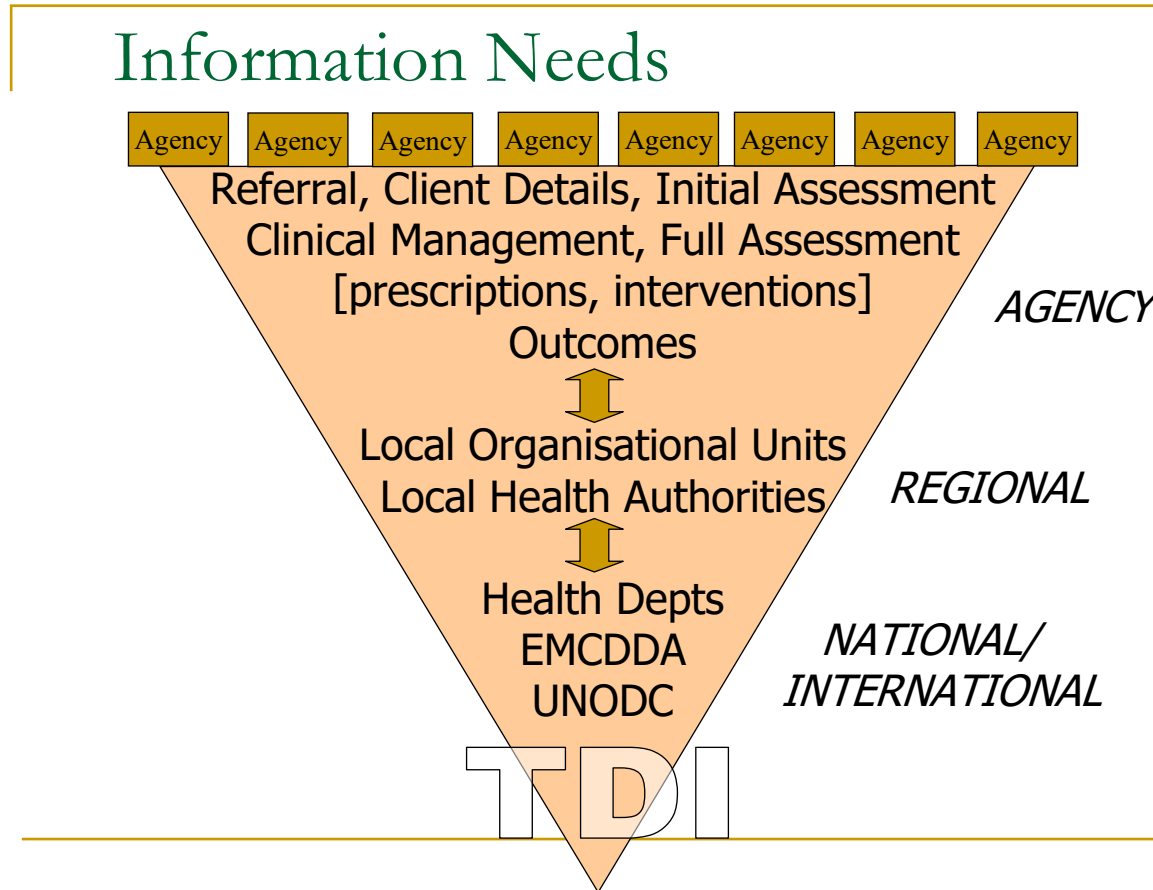 Information Needs
Agency Agency Agency Agency Agency Agency Agency Agency
Referral, Client Details, Initial Assessment
Clinical Management, Full Assessment
[prescriptions, interventions]
AGENCY
Outcomes
Local Organisational Units
Local Health Authorities
REGIONAL
Health Depts
EMCDDA
UNODC
NATIONAL/
INTERNATIONAL
TDI